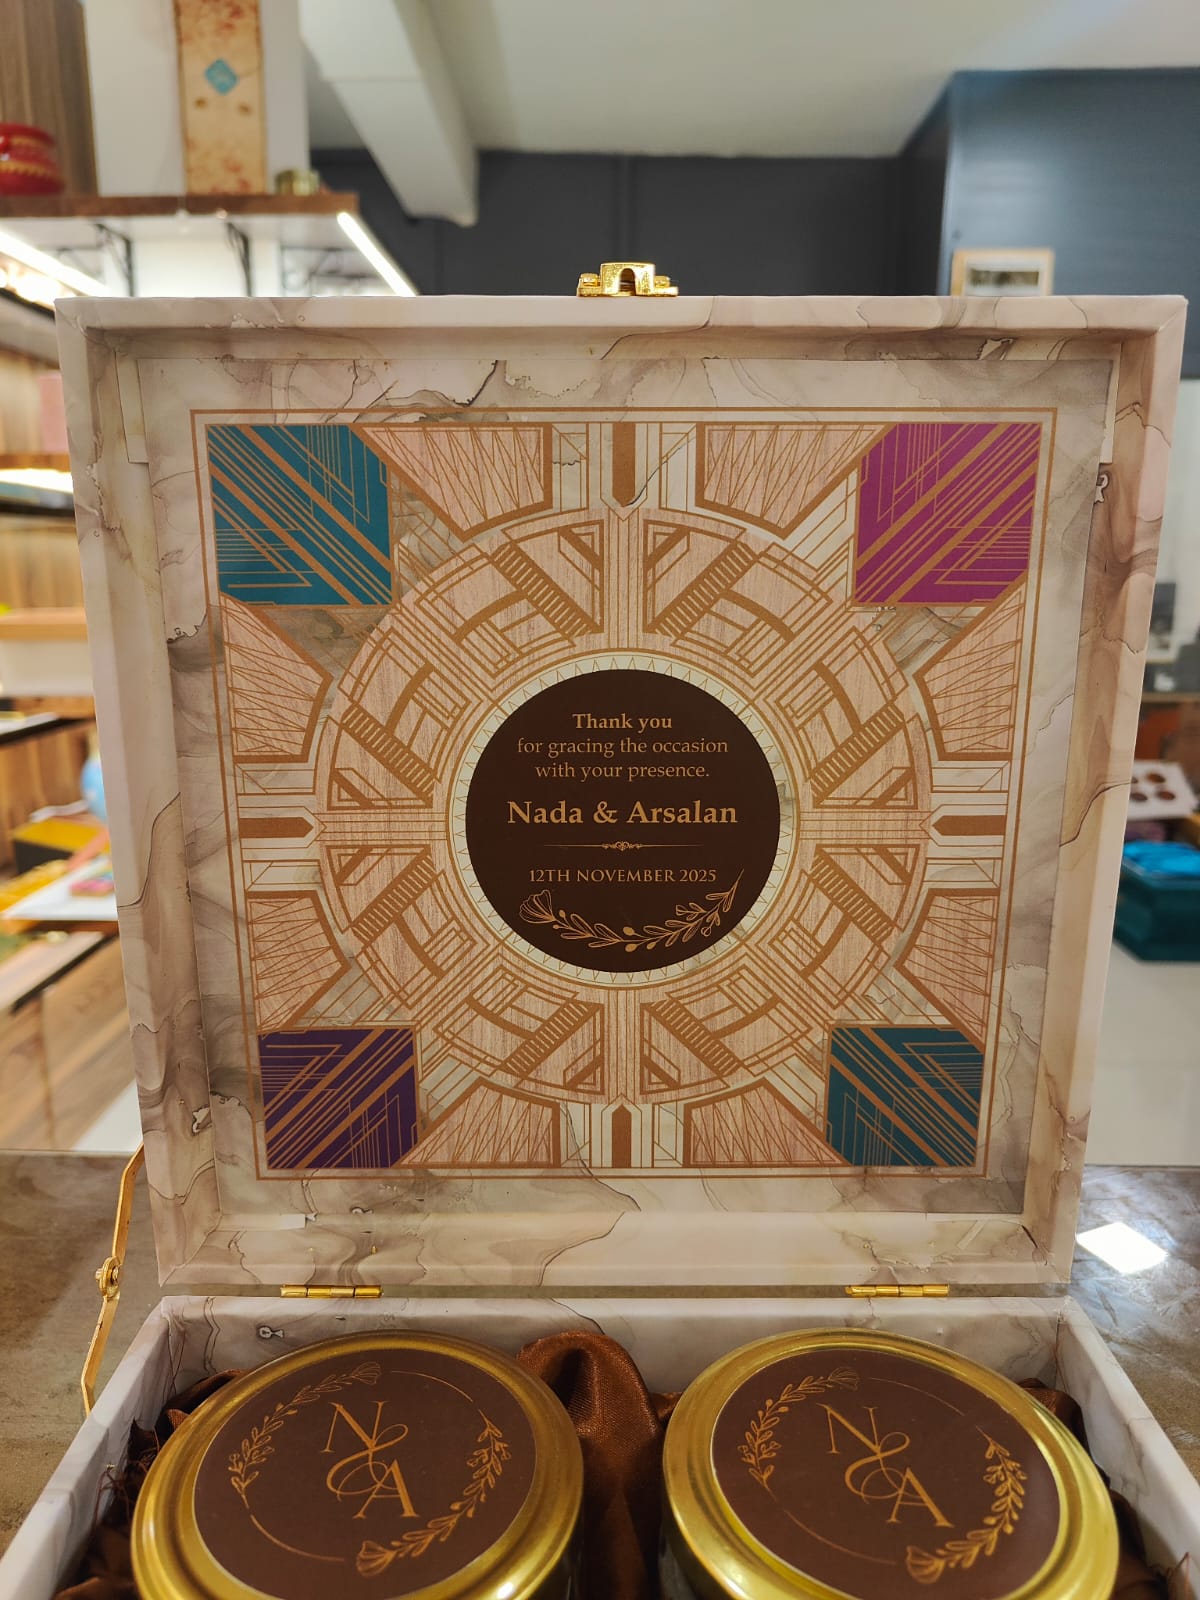 Thank you
for gracing the occasion
with your presence.
Nada & Arsalan
12TH NOVEMBER 2025
N&A
N&A